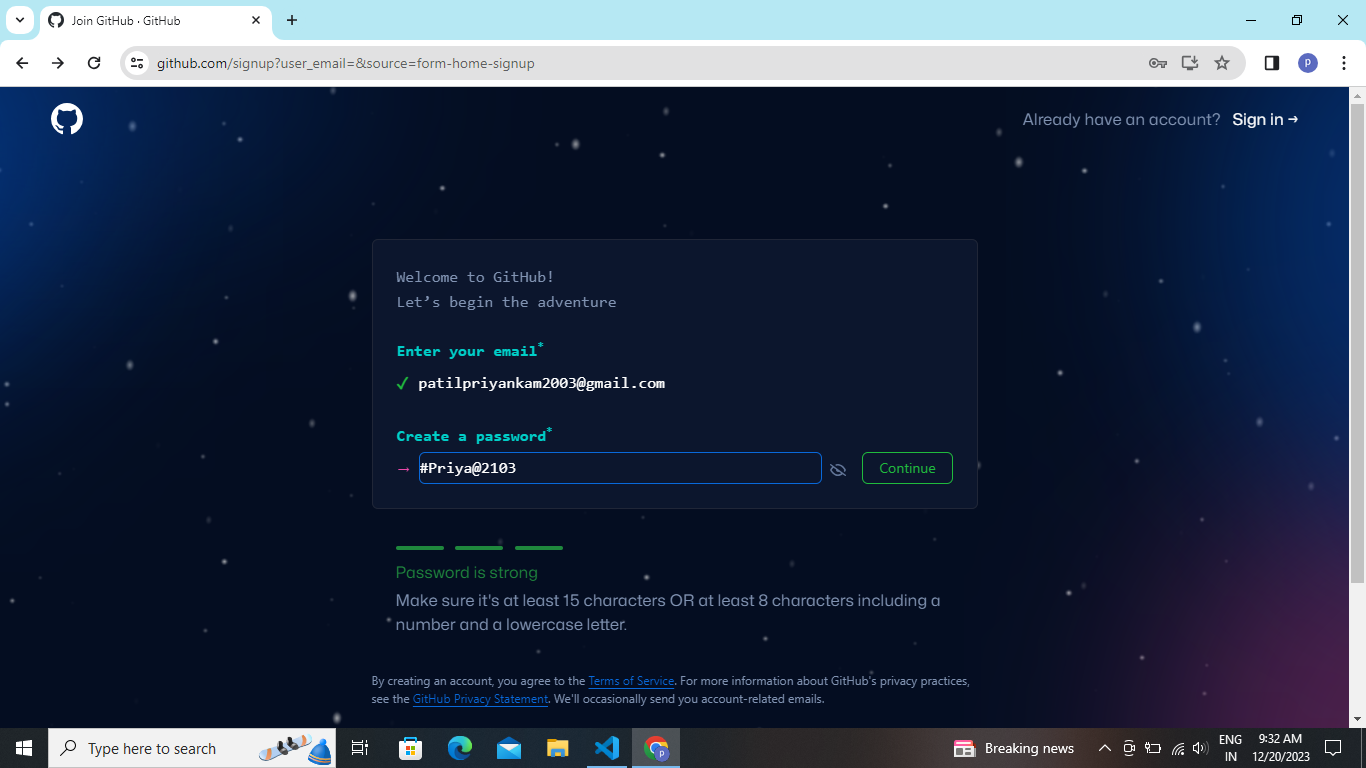 Join GitHub · GitHub
github.com/signup?user_email=&source=form-home-signup
P
Already have an account? Sign in →
Welcome to GitHub!
Let’s begin the adventure
Enter your email*
✓ patilpriyankam2003@gmail.com
Create a password*
→ #Priya@2103 Continue
Password is strong
Make sure it's at least 15 characters OR at least 8 characters including a
number and a lowercase letter.
By creating an account, you agree to the Terms of Service. For more information about GitHub's privacy practices,
see the GitHub Privacy Statement. We'll occasionally send you account-related emails.
Type here to search
Breaking news
ENG
IN
9:32 AM
12/20/2023